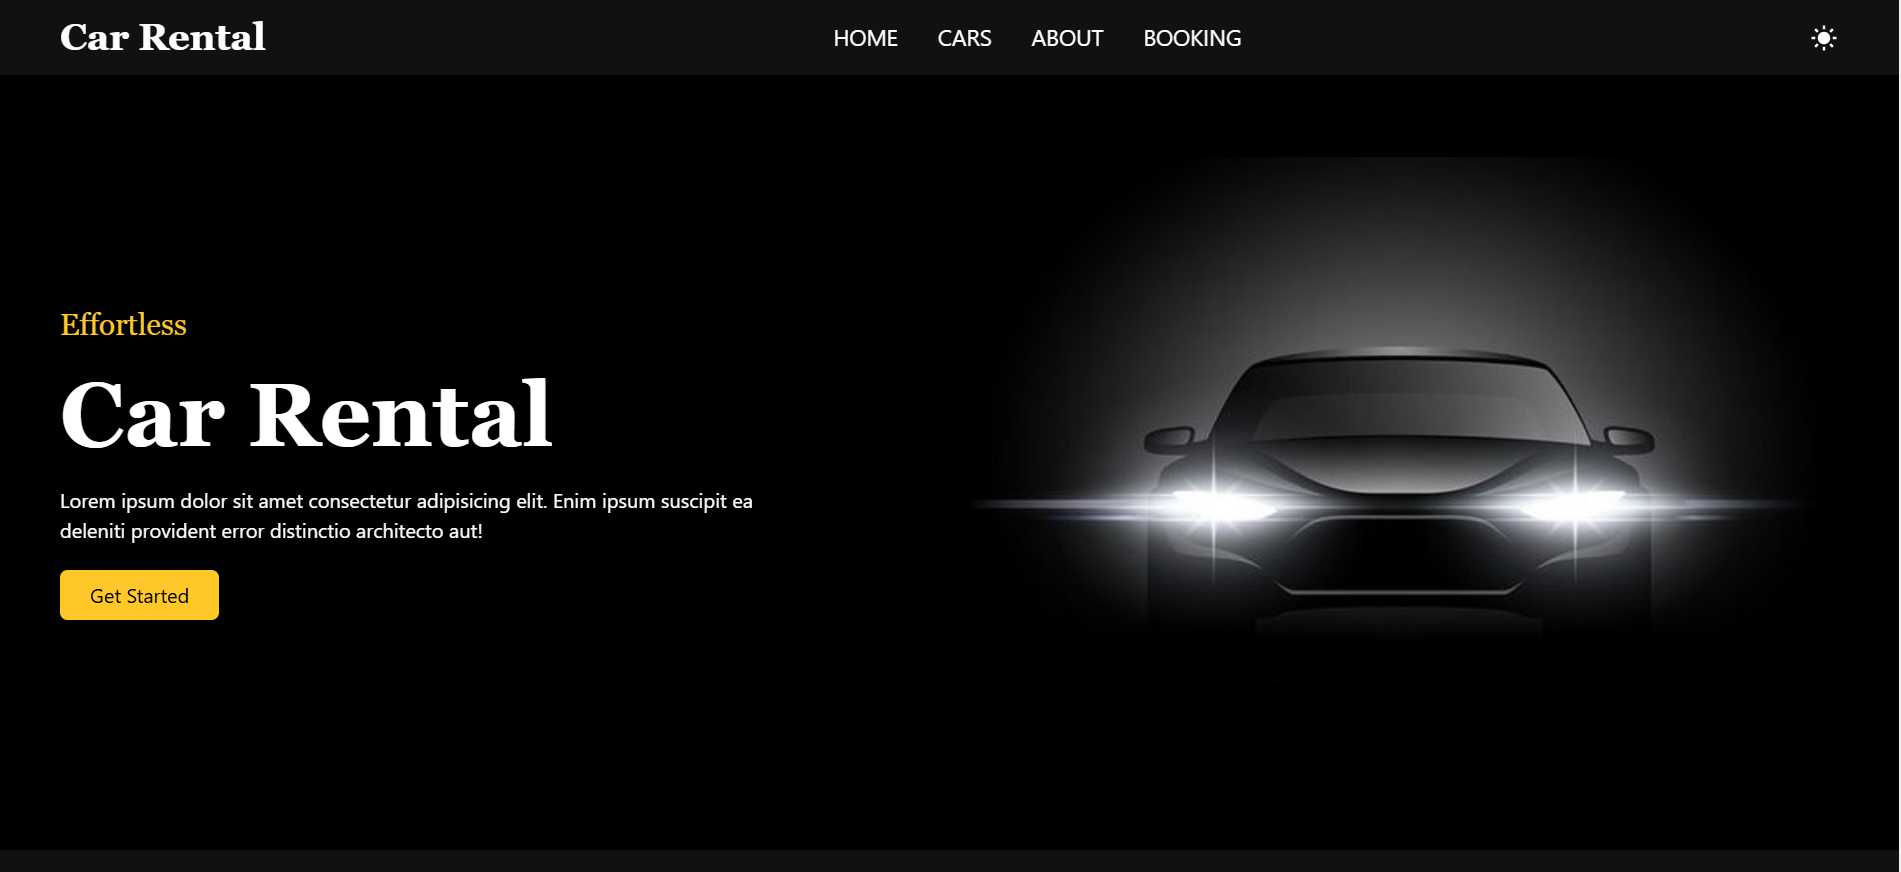 Car Rental
HOME CARS ABOUT BOOKING
Effortless
Car Rental
Lorem ipsum dolor sit amet consectetur adipisicing elit. Enim ipsum suscipit ea
deleniti provident error distinctio architecto aut!
Get Started